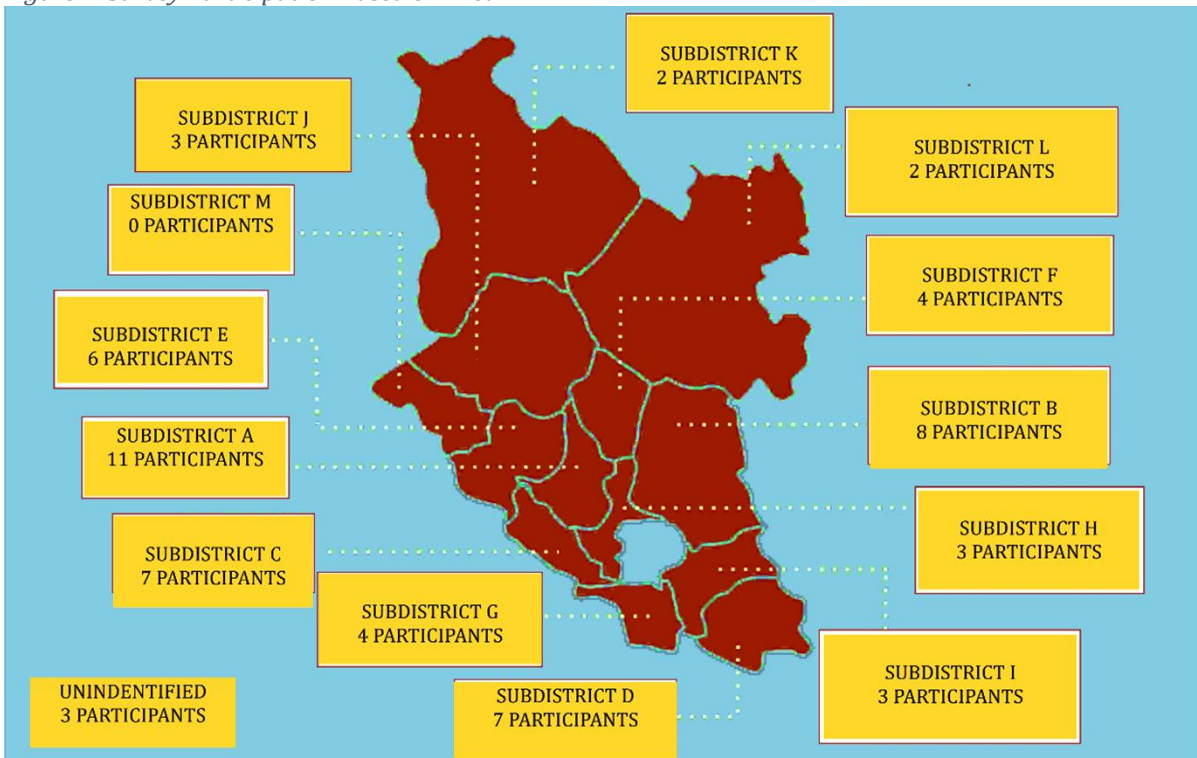 SUBDISTRICT K
2 PARTICIPANTS
SUBDISTRICT J
3 PARTICIPANTS
SUBDISTRICT L
2 PARTICIPANTS
SUBDISTRICT M
0 PARTICIPANTS
SUBDISTRICT F
4 PARTICIPANTS
SUBDISTRICT E
6 PARTICIPANTS
SUBDISTRICT B
8 PARTICIPANTS
SUBDISTRICT A
11 PARTICIPANTS
SUBDISTRICT H
3 PARTICIPANTS
SUBDISTRICT C
7 PARTICIPANTS
SUBDISTRICT G
4 PARTICIPANTS
SUBDISTRICT I
3 PARTICIPANTS
UNINDENTIFIED
3 PARTICIPANTS
SUBDISTRICT D
7 PARTICIPANTS